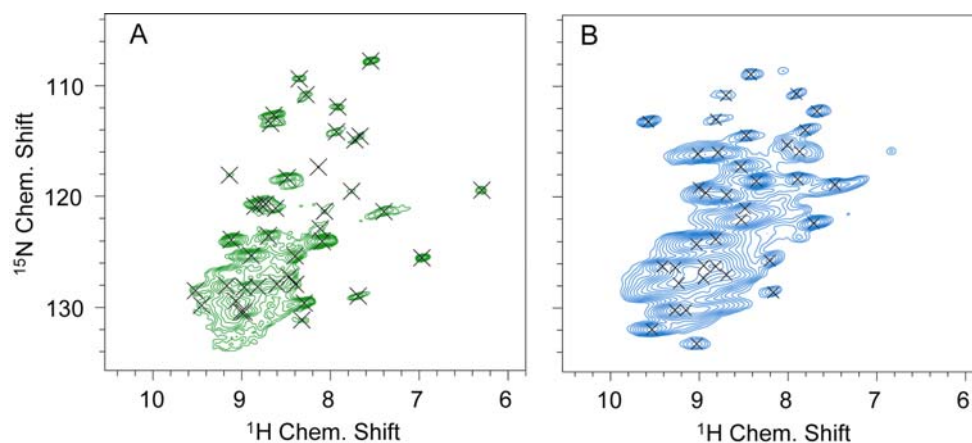 A
B
110
120
130
15N Chem. Shift
10 9 8 7 6
10 9 8 7 6
1H Chem. Shift
1H Chem. Shift